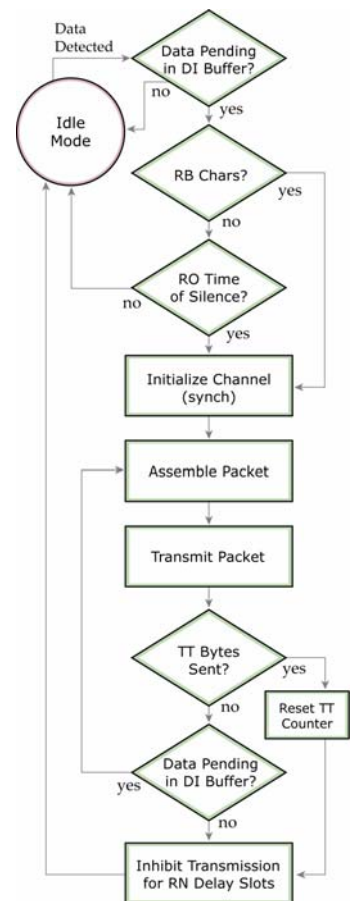 Data
Detected
Data Pending
in DI Buffer?
no
yes
Idle
Mode
RB Chars?
yes
no
RO Time
of Silence?
no
yes
Initialize Channel
(synch)
Assemble Packet
Transmit Packet
TT Bytes
Sent?
yes
no
Reset TT
Counter
Data Pending
in DI Buffer?
yes
no
Inhibit Transmission
for RN Delay Slots